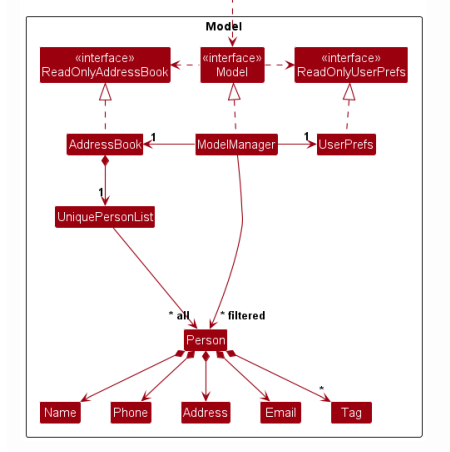 Model
«interface»
ReadOnlyAddressBook
«interface»
Model
«interface»
ReadOnlyUserPrefs
AddressBook
1
ModelManager
1
UserPrefs
1
UniquePersonList
* all
* filtered
Person
*
Name
Phone
Address
Email
Tag